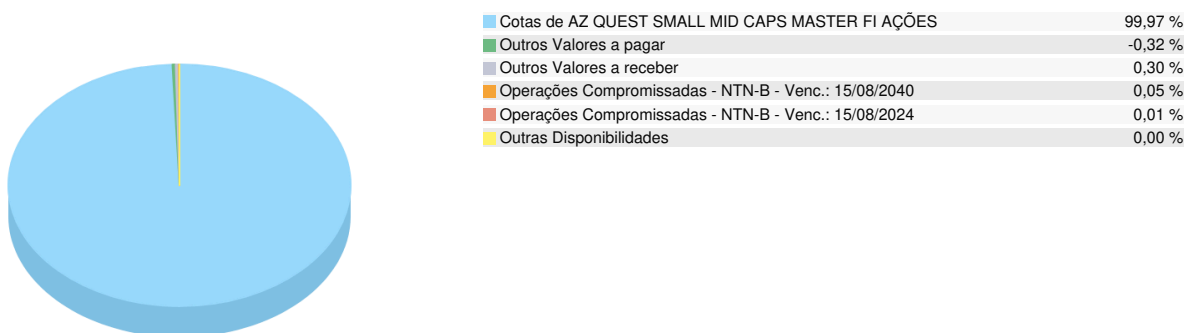 Cotas de AZ QUEST SMALL MID CAPS MASTER FI AÇÕES 99,97 %
Outros Valores a pagar -0,32 %
Outros Valores a receber 0,30 %
Operações Compromissadas - NTN-B - Venc.: 15/08/2040 0,05 %
Operações Compromissadas - NTN-B - Venc.: 15/08/2024 0,01 %
Outras Disponibilidades 0,00 %